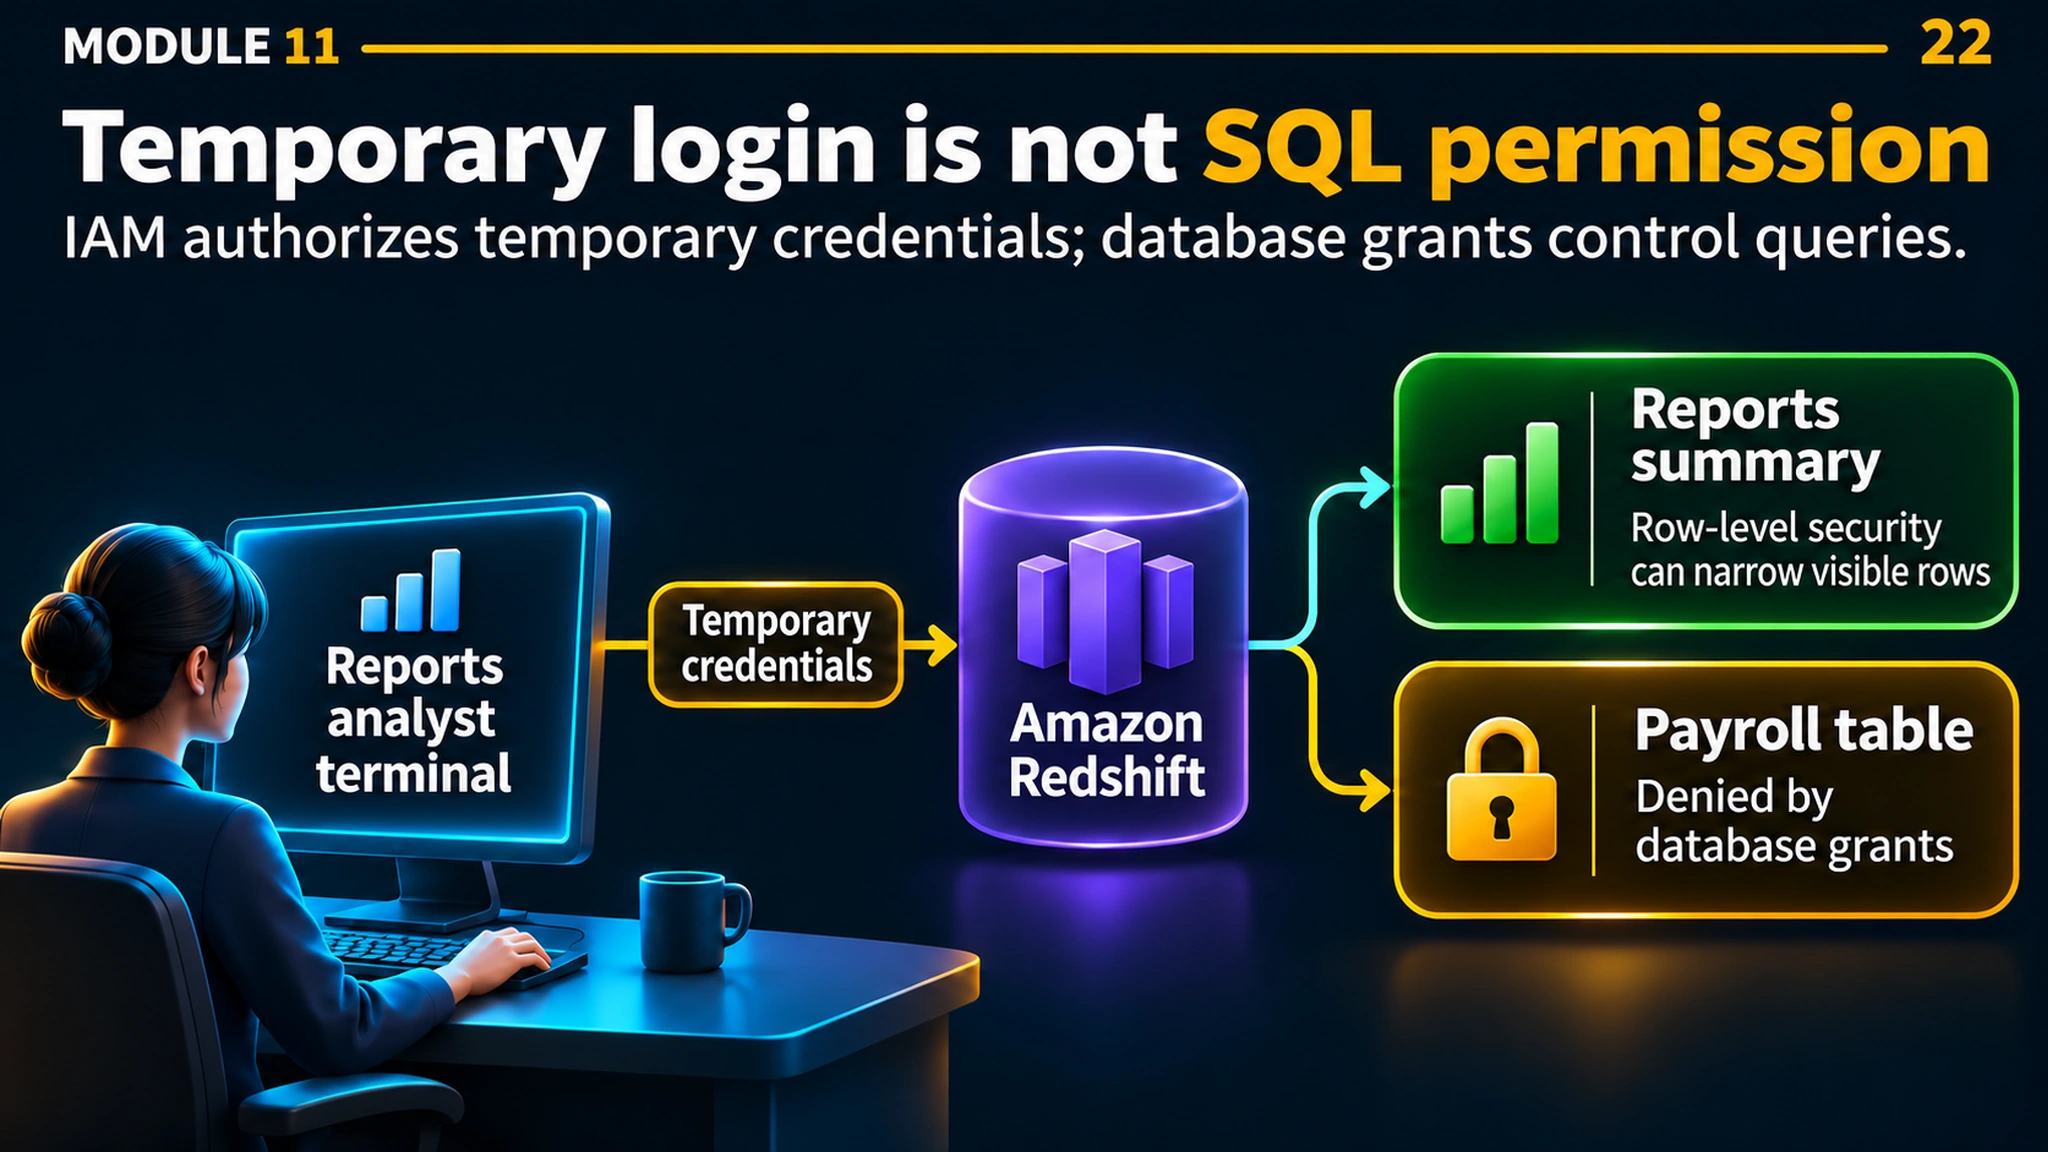 MODULE 11
22
Temporary login is not SQL permission
IAM authorizes temporary credentials; database grants control queries.
Reports
analyst
terminal
Temporary
credentials
Amazon
Redshift
Reports
summary
Row-level security
can narrow visible rows
Payroll table
Denied by
database grants